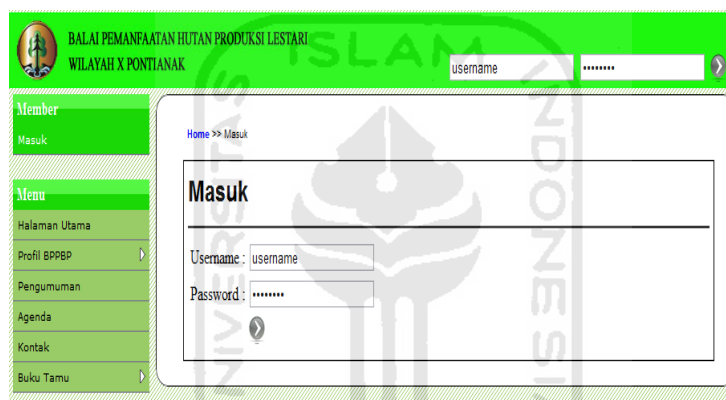 BALAI PEMANFAATAN HUTAN PRODUKSI LESTARI
WILAYAH X PONTIANAK
username ••••••••
Member
Masuk
Menu
Halaman Utama
Profil BPPBP
Pengumuman
Agenda
Kontak
Buku Tamu
Home >> Masuk
Masuk
Username : username
Password : ••••••••
ISLAM